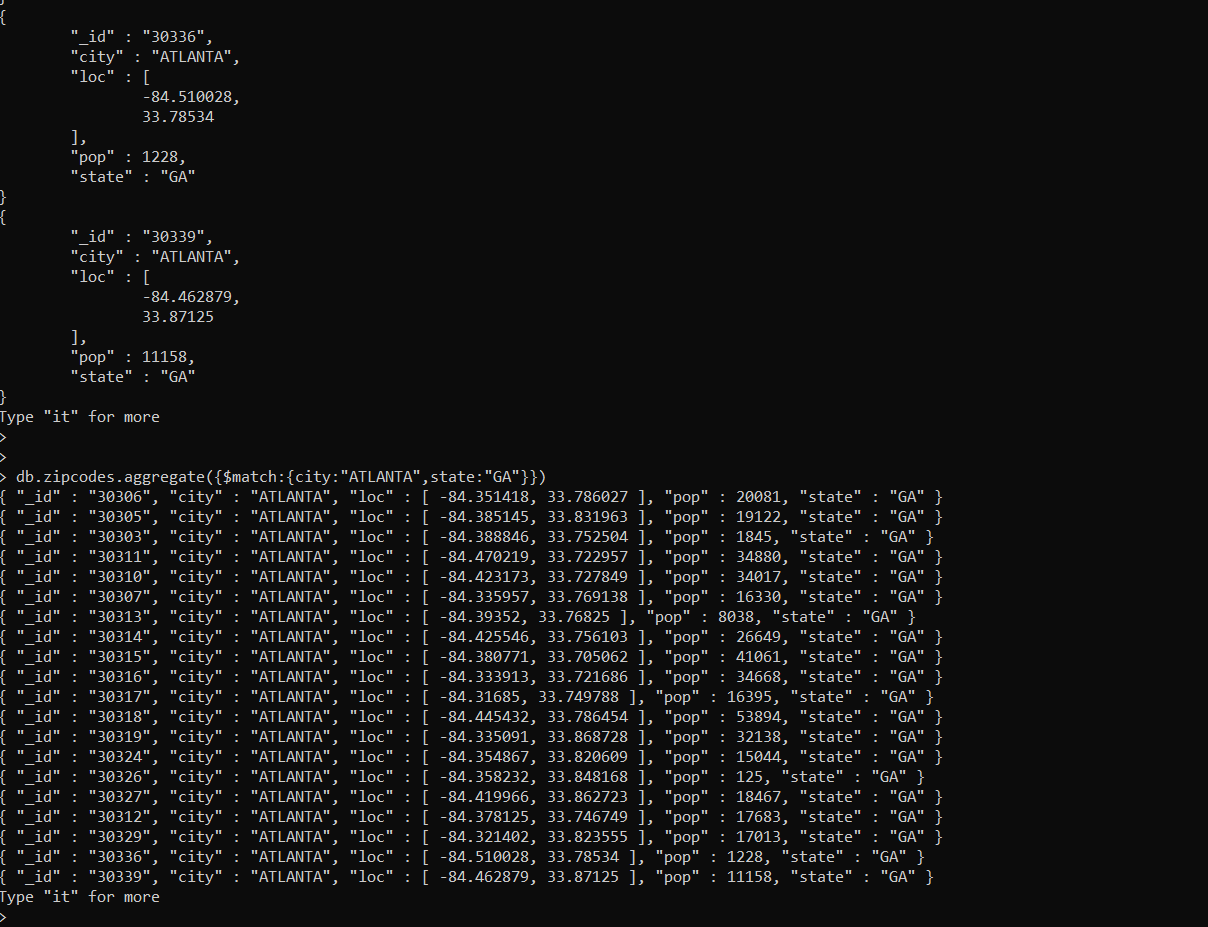 }
{
        "_id" : "30336",
        "city" : "ATLANTA",
        "loc" : [
                -84.510028,
                33.78534
        ],
        "pop" : 1228,
        "state" : "GA"
}
{
        "_id" : "30339",
        "city" : "ATLANTA",
        "loc" : [
                -84.462879,
                33.87125
        ],
        "pop" : 11158,
        "state" : "GA"
}
Type "it" for more
>
>
> db.zipcodes.aggregate({$match:{city:"ATLANTA",state:"GA"}})
{ "_id" : "30306", "city" : "ATLANTA", "loc" : [ -84.351418, 33.786027 ], "pop" : 20081, "state" : "GA" }
{ "_id" : "30305", "city" : "ATLANTA", "loc" : [ -84.385145, 33.831963 ], "pop" : 19122, "state" : "GA" }
{ "_id" : "30303", "city" : "ATLANTA", "loc" : [ -84.388846, 33.752504 ], "pop" : 1845, "state" : "GA" }
{ "_id" : "30311", "city" : "ATLANTA", "loc" : [ -84.470219, 33.722957 ], "pop" : 34880, "state" : "GA" }
{ "_id" : "30310", "city" : "ATLANTA", "loc" : [ -84.423173, 33.727849 ], "pop" : 34017, "state" : "GA" }
{ "_id" : "30307", "city" : "ATLANTA", "loc" : [ -84.335957, 33.769138 ], "pop" : 16330, "state" : "GA" }
{ "_id" : "30313", "city" : "ATLANTA", "loc" : [ -84.39352, 33.76825 ], "pop" : 8038, "state" : "GA" }
{ "_id" : "30314", "city" : "ATLANTA", "loc" : [ -84.425546, 33.756103 ], "pop" : 26649, "state" : "GA" }
{ "_id" : "30315", "city" : "ATLANTA", "loc" : [ -84.380771, 33.705062 ], "pop" : 41061, "state" : "GA" }
{ "_id" : "30316", "city" : "ATLANTA", "loc" : [ -84.333913, 33.721686 ], "pop" : 34668, "state" : "GA" }
{ "_id" : "30317", "city" : "ATLANTA", "loc" : [ -84.31685, 33.749788 ], "pop" : 16395, "state" : "GA" }
{ "_id" : "30318", "city" : "ATLANTA", "loc" : [ -84.445432, 33.786454 ], "pop" : 53894, "state" : "GA" }
{ "_id" : "30319", "city" : "ATLANTA", "loc" : [ -84.335091, 33.868728 ], "pop" : 32138, "state" : "GA" }
{ "_id" : "30324", "city" : "ATLANTA", "loc" : [ -84.354867, 33.820609 ], "pop" : 15044, "state" : "GA" }
{ "_id" : "30326", "city" : "ATLANTA", "loc" : [ -84.358232, 33.848168 ], "pop" : 125, "state" : "GA" }
{ "_id" : "30327", "city" : "ATLANTA", "loc" : [ -84.419966, 33.862723 ], "pop" : 18467, "state" : "GA" }
{ "_id" : "30312", "city" : "ATLANTA", "loc" : [ -84.378125, 33.746749 ], "pop" : 17683, "state" : "GA" }
{ "_id" : "30329", "city" : "ATLANTA", "loc" : [ -84.321402, 33.823555 ], "pop" : 17013, "state" : "GA" }
{ "_id" : "30336", "city" : "ATLANTA", "loc" : [ -84.510028, 33.78534 ], "pop" : 1228, "state" : "GA" }
{ "_id" : "30339", "city" : "ATLANTA", "loc" : [ -84.462879, 33.87125 ], "pop" : 11158, "state" : "GA" }
Type "it" for more
>